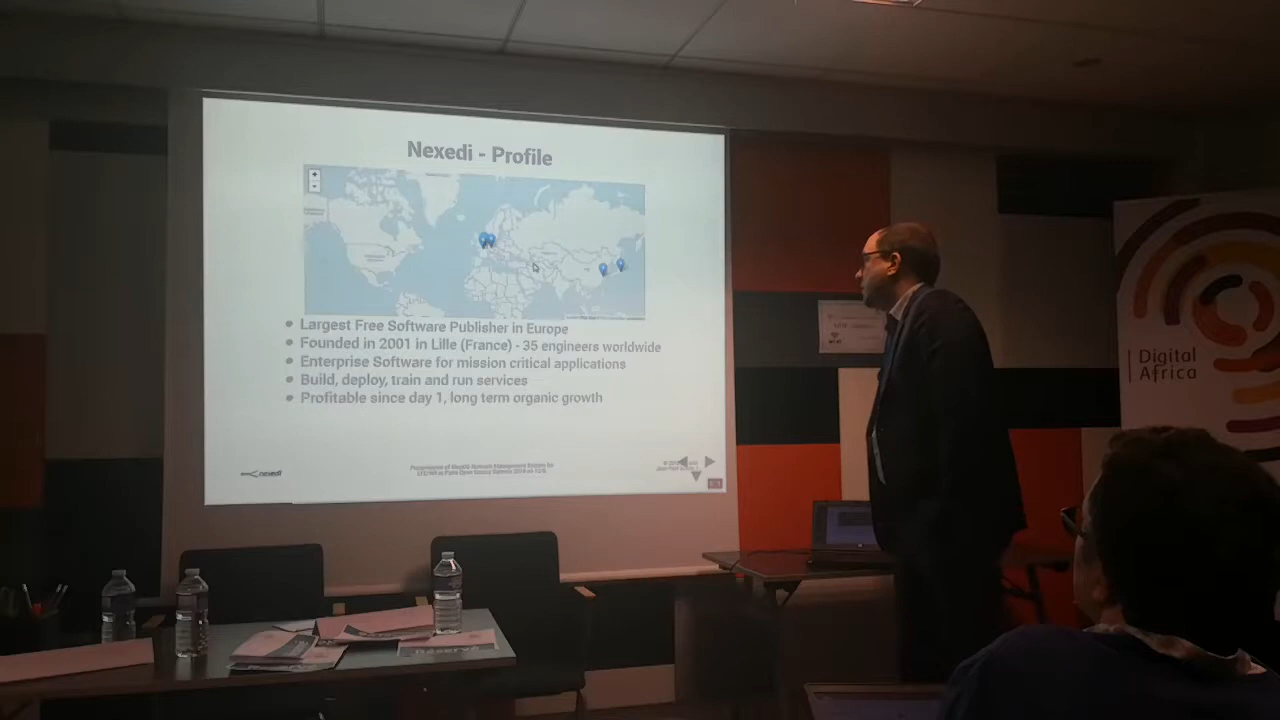 Nexedi - Profile
+
-
Largest Free Software Publisher in Europe
Founded in 2001 in Lille (France) - 35 engineers worldwide
Enterprise Software for mission critical applications
Build, deploy, train and run services
Profitable since day 1, long term organic growth
nexedi
Digital
Africa
Réservé